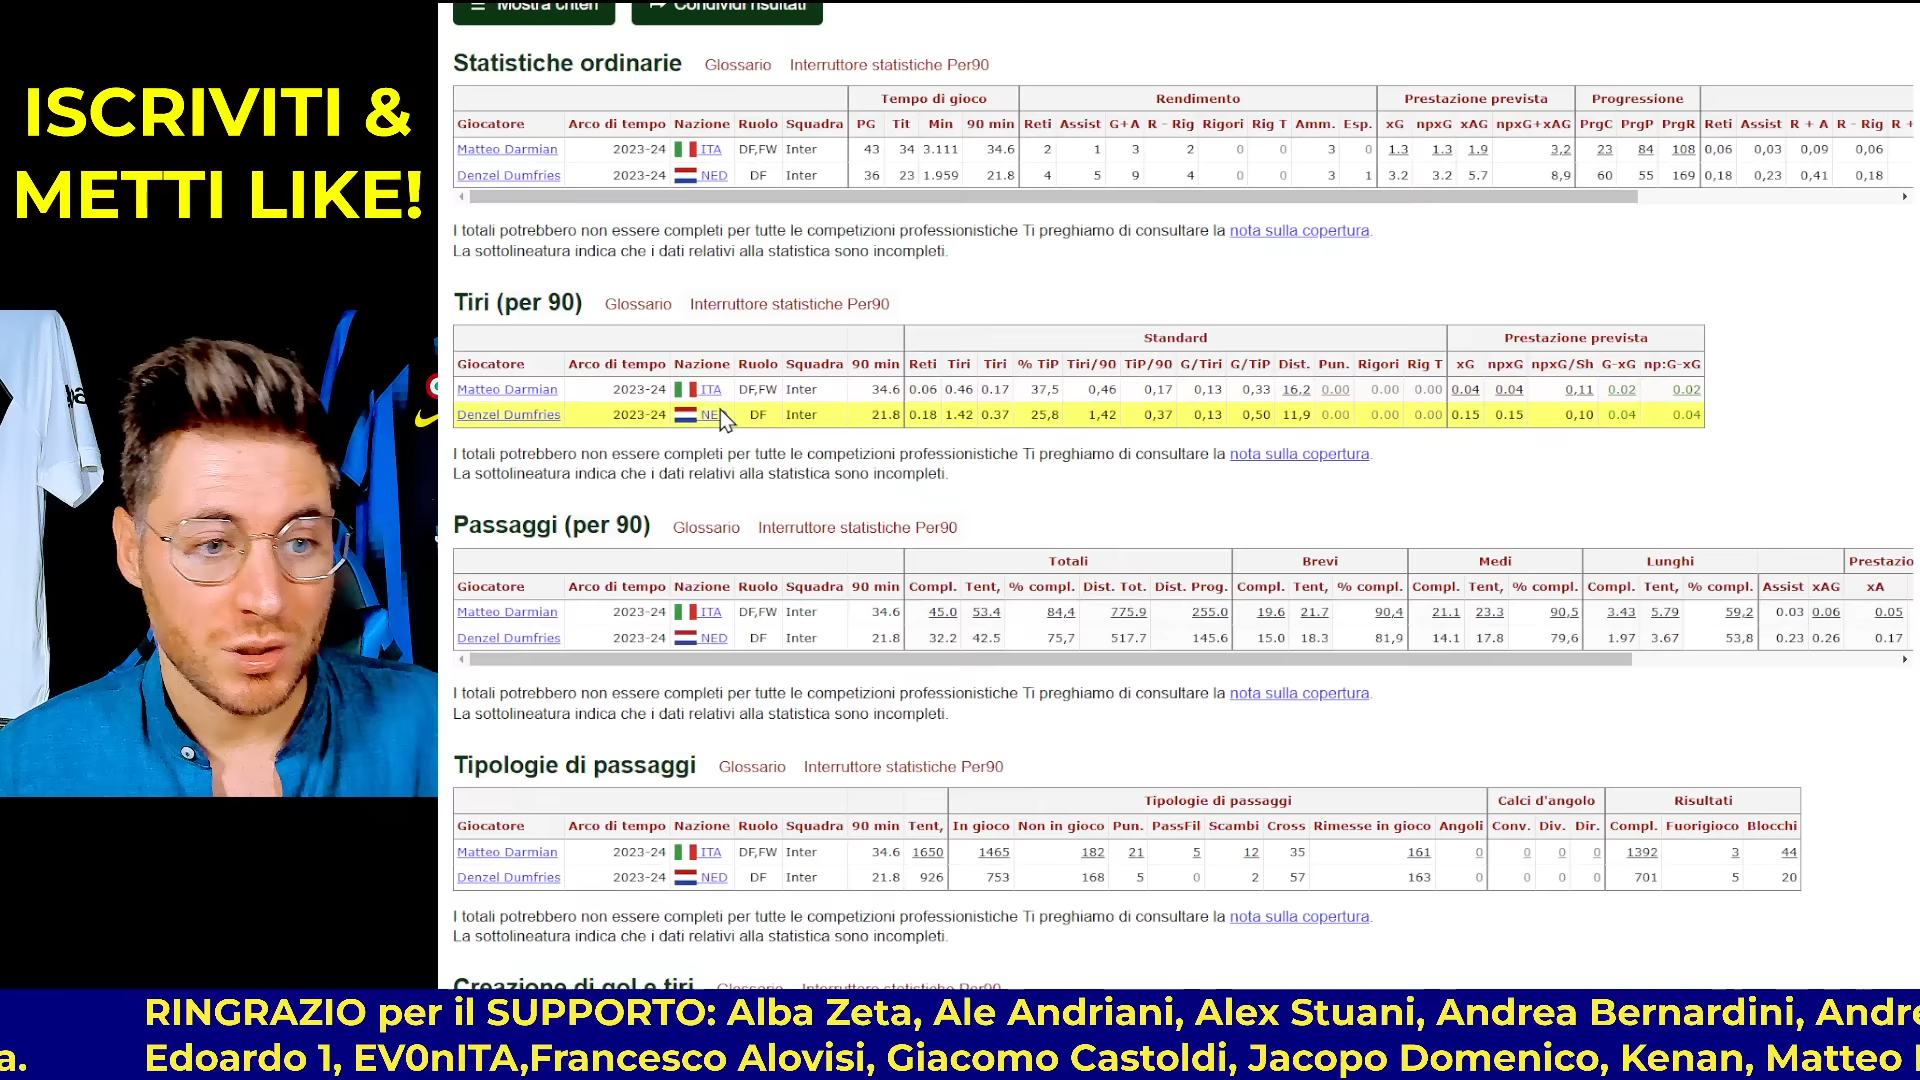 ISCRIVITI &
METTI LIKE!
Mostra criteri Condividi risultati
Statistiche ordinarie Glossario Interruttore statistiche Per90
Tempo di gioco Rendimento Prestazione prevista Progressione
Giocatore Arco di tempo Nazione Ruolo Squadra PG Tit Min 90 min Reti Assist G+A R - Rig Rigori Rig T Amm. Esp. xG npxG xAG npxG+xAG PrgC PrgP PrgR Reti Assist R + A R - Rig R +
Matteo Darmian 2023-24 ITA DF,FW Inter 43 34 3.111 34.6 2 1 3 2 0 0 3 0 1.3 1.3 1.9 3.2 23 84 108 0,06 0,03 0,09 0,06
Denzel Dumfries 2023-24 NED DF Inter 36 23 1.959 21.8 4 5 9 4 0 0 3 1 3.2 3.2 5.7 8,9 60 55 169 0,18 0,23 0,41 0,18
I totali potrebbero non essere completi per tutte le competizioni professionistiche Ti preghiamo di consultare la nota sulla copertura.
La sottolineatura indica che i dati relativi alla statistica sono incompleti.
Tiri (per 90) Glossario Interruttore statistiche Per90
Standard Prestazione prevista
Giocatore Arco di tempo Nazione Ruolo Squadra 90 min Reti Tiri Tiri % TiP Tiri/90 TiP/90 G/Tiri G/TiP Dist. Pun. Rigori Rig T xG npxG npxG/Sh G-xG np:G-xG
Matteo Darmian 2023-24 ITA DF,FW Inter 34.6 0.06 0.46 0.17 37,5 0,46 0,17 0,13 0,33 16,2 0.00 0.00 0.00 0.04 0.04 0,11 0.02 0.02
Denzel Dumfries 2023-24 NED DF Inter 21.8 0.18 1.42 0.37 25,8 1,42 0,37 0,13 0,50 11,9 0.00 0.00 0.00 0.15 0.15 0,10 0.04 0.04
I totali potrebbero non essere completi per tutte le competizioni professionistiche Ti preghiamo di consultare la nota sulla copertura.
La sottolineatura indica che i dati relativi alla statistica sono incompleti.
Passaggi (per 90) Glossario Interruttore statistiche Per90
Totali Brevi Medi Lunghi Prestazio
Giocatore Arco di tempo Nazione Ruolo Squadra 90 min Compl. Tent, % compl. Dist. Tot. Dist. Prog. Compl. Tent, % compl. Compl. Tent, % compl. Compl. Tent, % compl. Assist xAG xA
Matteo Darmian 2023-24 ITA DF,FW Inter 34.6 45.0 53.4 84,4 775.9 255.0 19.6 21.7 90,4 21.1 23.3 90,5 3.43 5.79 59,2 0.03 0.06 0.05
Denzel Dumfries 2023-24 NED DF Inter 21.8 32.2 42.5 75,7 517.7 145.6 15.0 18.3 81,9 14.1 17.8 79,6 1.97 3.67 53,8 0.23 0.26 0.17
I totali potrebbero non essere completi per tutte le competizioni professionistiche Ti preghiamo di consultare la nota sulla copertura.
La sottolineatura indica che i dati relativi alla statistica sono incompleti.
Tipologie di passaggi Glossario Interruttore statistiche Per90
Tipologie di passaggi Calci d'angolo Risultati
Giocatore Arco di tempo Nazione Ruolo Squadra 90 min Tent, In gioco Non in gioco Pun. PassFil Scambi Cross Rimesse in gioco Angoli Conv. Div. Dir. Compl. Fuorigioco Blocchi
Matteo Darmian 2023-24 ITA DF,FW Inter 34.6 1650 1465 182 21 5 12 35 161 0 0 0 0 1392 3 44
Denzel Dumfries 2023-24 NED DF Inter 21.8 926 753 168 5 0 2 57 163 0 0 0 0 701 5 20
I totali potrebbero non essere completi per tutte le competizioni professionistiche Ti preghiamo di consultare la nota sulla copertura.
La sottolineatura indica che i dati relativi alla statistica sono incompleti.
Creazione di gol e tiri Glossario Interruttore statistiche Per90
RINGRAZIO per il SUPPORTO: Alba Zeta, Ale Andriani, Alex Stuani, Andrea Bernardini, Andre
a. Edoardo 1, EV0nITA,Francesco Alovisi, Giacomo Castoldi, Jacopo Domenico, Kenan, Matteo